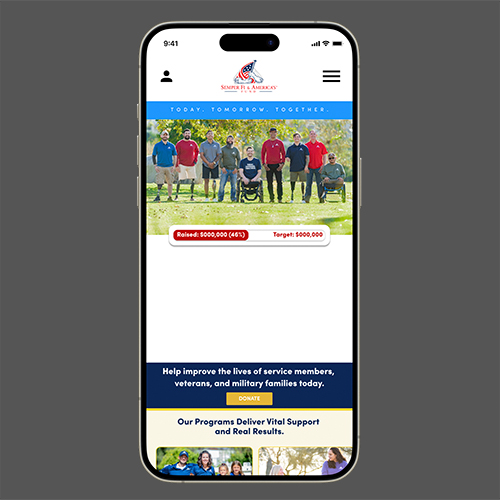 9:41
SEMPER FI & AMERICA'S
FUND
TODAY. TOMORROW. TOGETHER.
Raised: $000,000 (46%) Target: $000,000
Help improve the lives of service members,
veterans, and military families today.
DONATE
Our Programs Deliver Vital Support
and Real Results.